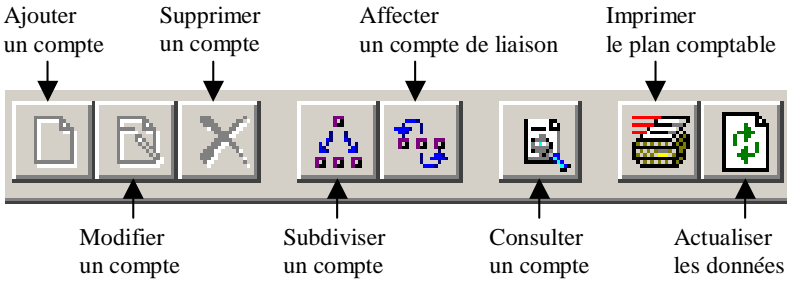 Ajouter
un compte
Supprimer
un compte
Affecter
un compte de liaison
Imprimer
le plan comptable
Modifier
un compte
Subdiviser
un compte
Consulter
un compte
Actualiser
les données